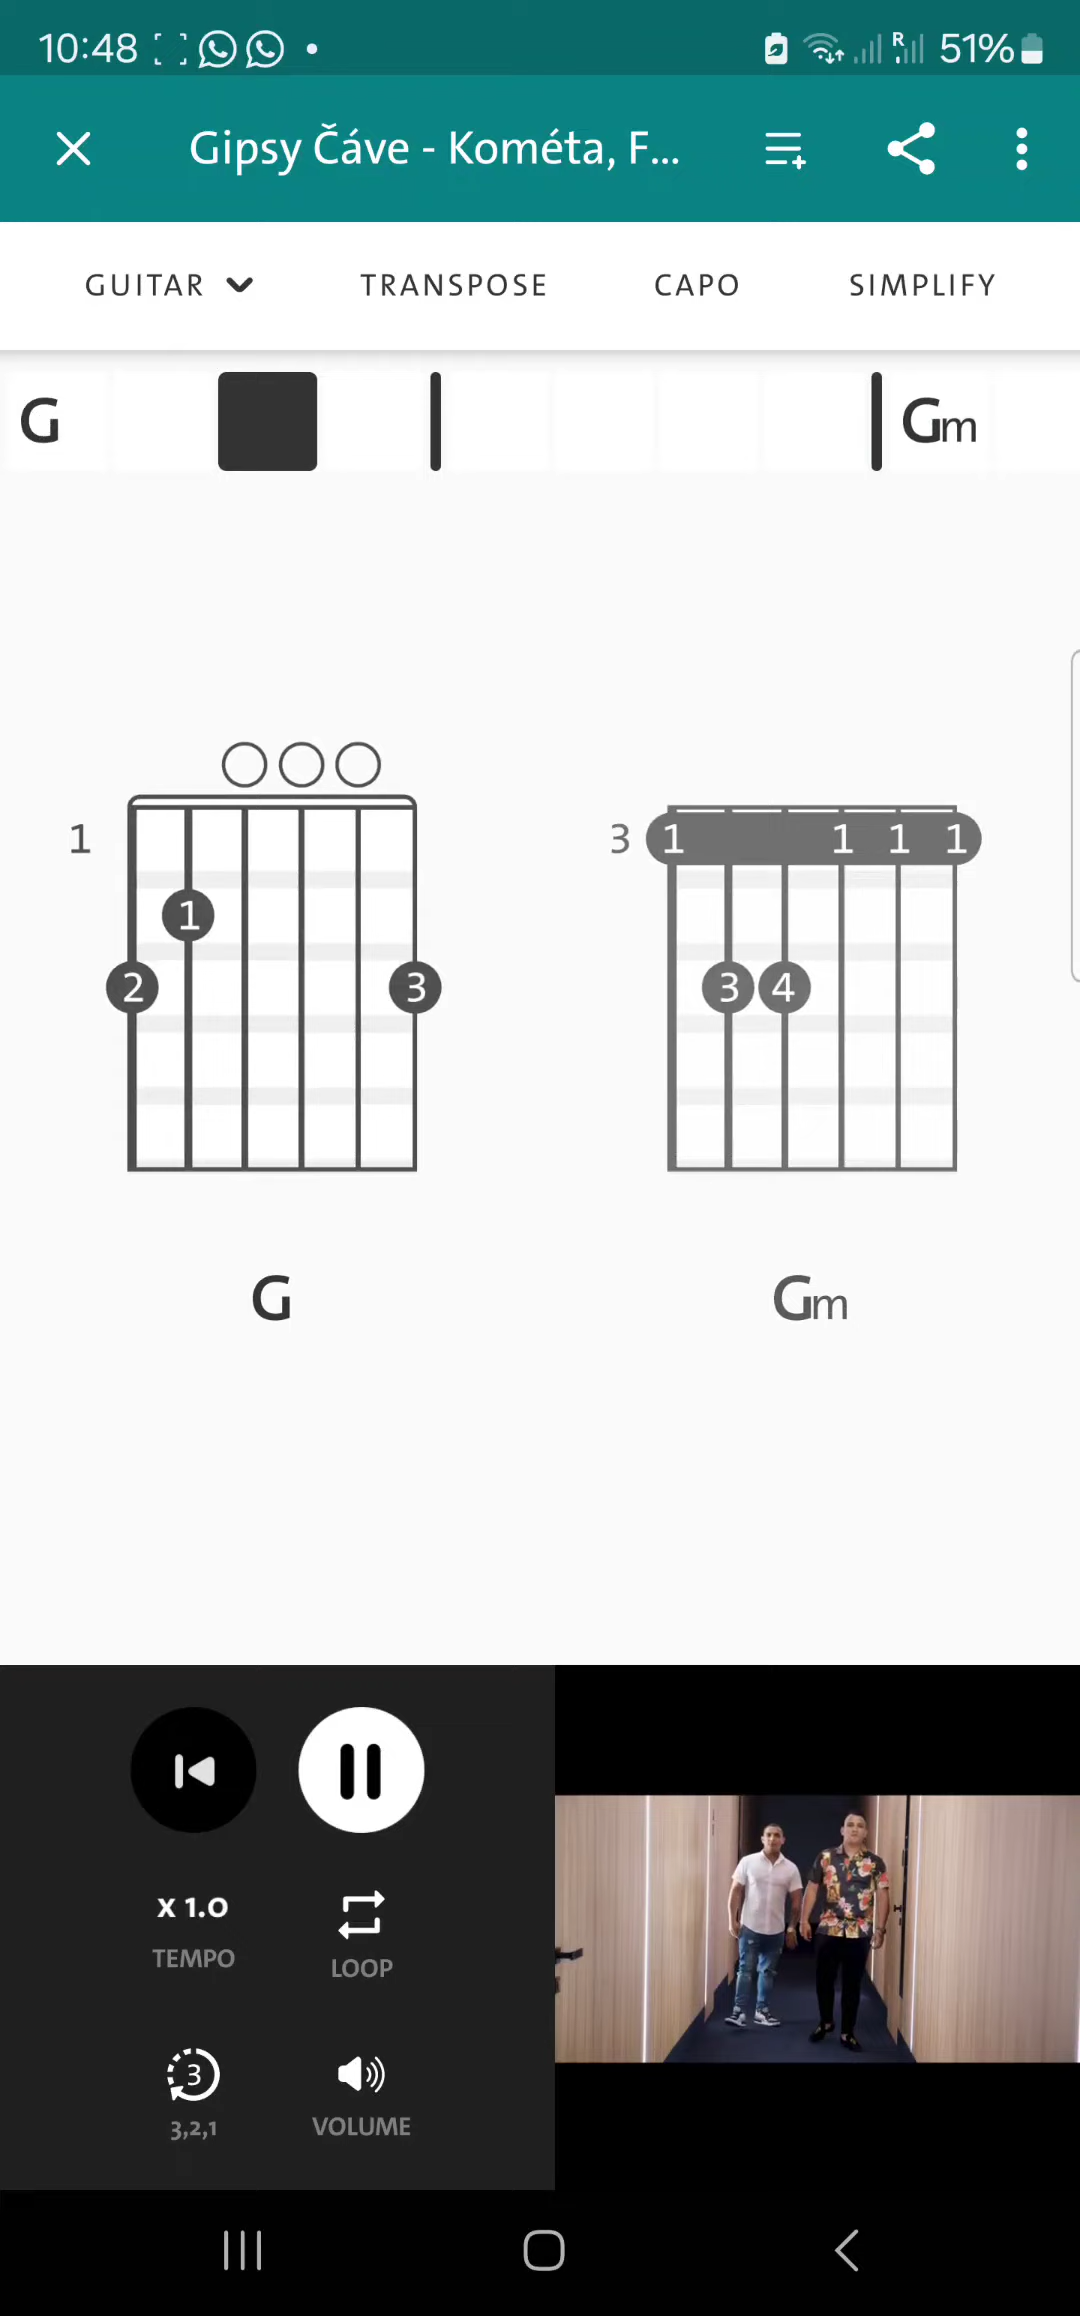 10:48 R 51%
Gipsy Čáve - Kométa, F...
GUITAR TRANSPOSE CAPO SIMPLIFY
G Gm
1 3 1 1 1 1
1
2 3 3 4
G Gm
x 1.0
TEMPO LOOP
3
3,2,1 VOLUME